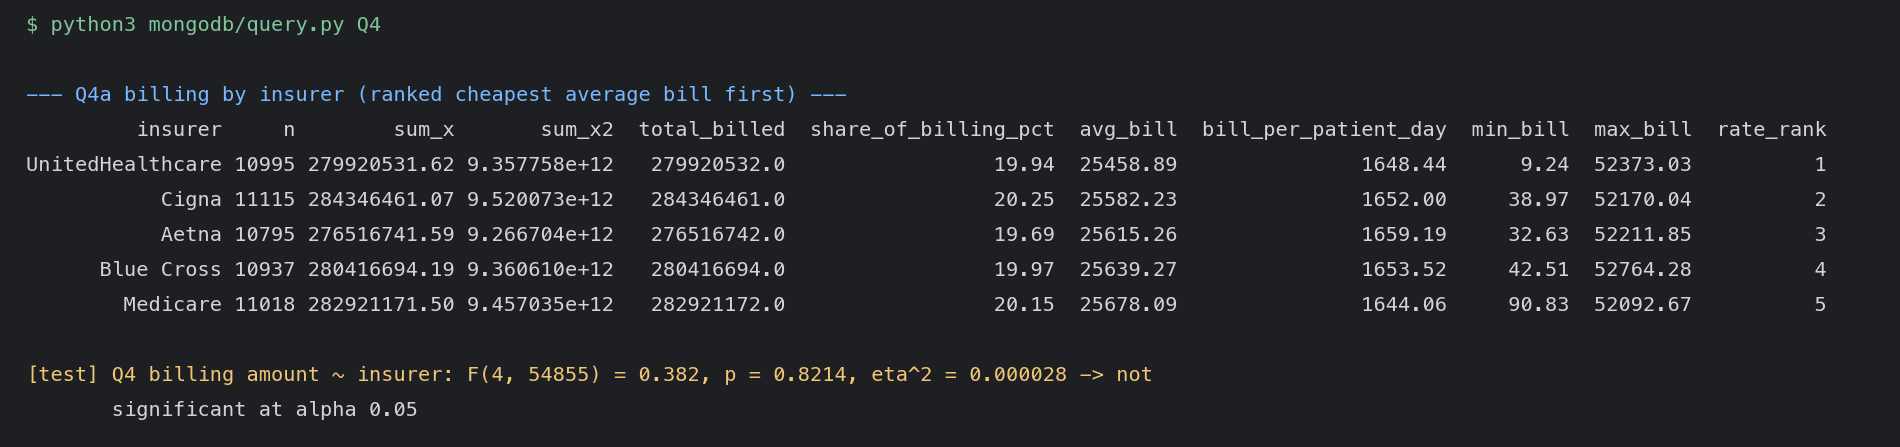 $ python3 mongodb/query.py Q4
--- Q4a billing by insurer (ranked cheapest average bill first) ---
insurer n sum_x sum_x2 total_billed share_of_billing_pct avg_bill bill_per_patient_day min_bill max_bill rate_rank
UnitedHealthcare 10995 279920531.62 9.357758e+12 279920532.0 19.94 25458.89 1648.44 9.24 52373.03 1
Cigna 11115 284346461.07 9.520073e+12 284346461.0 20.25 25582.23 1652.00 38.97 52170.04 2
Aetna 10795 276516741.59 9.266704e+12 276516742.0 19.69 25615.26 1659.19 32.63 52211.85 3
Blue Cross 10937 280416694.19 9.360610e+12 280416694.0 19.97 25639.27 1653.52 42.51 52764.28 4
Medicare 11018 282921171.50 9.457035e+12 282921172.0 20.15 25678.09 1644.06 90.83 52092.67 5
[test] Q4 billing amount ~ insurer: F(4, 54855) = 0.382, p = 0.8214, eta^2 = 0.000028 -> not
significant at alpha 0.05